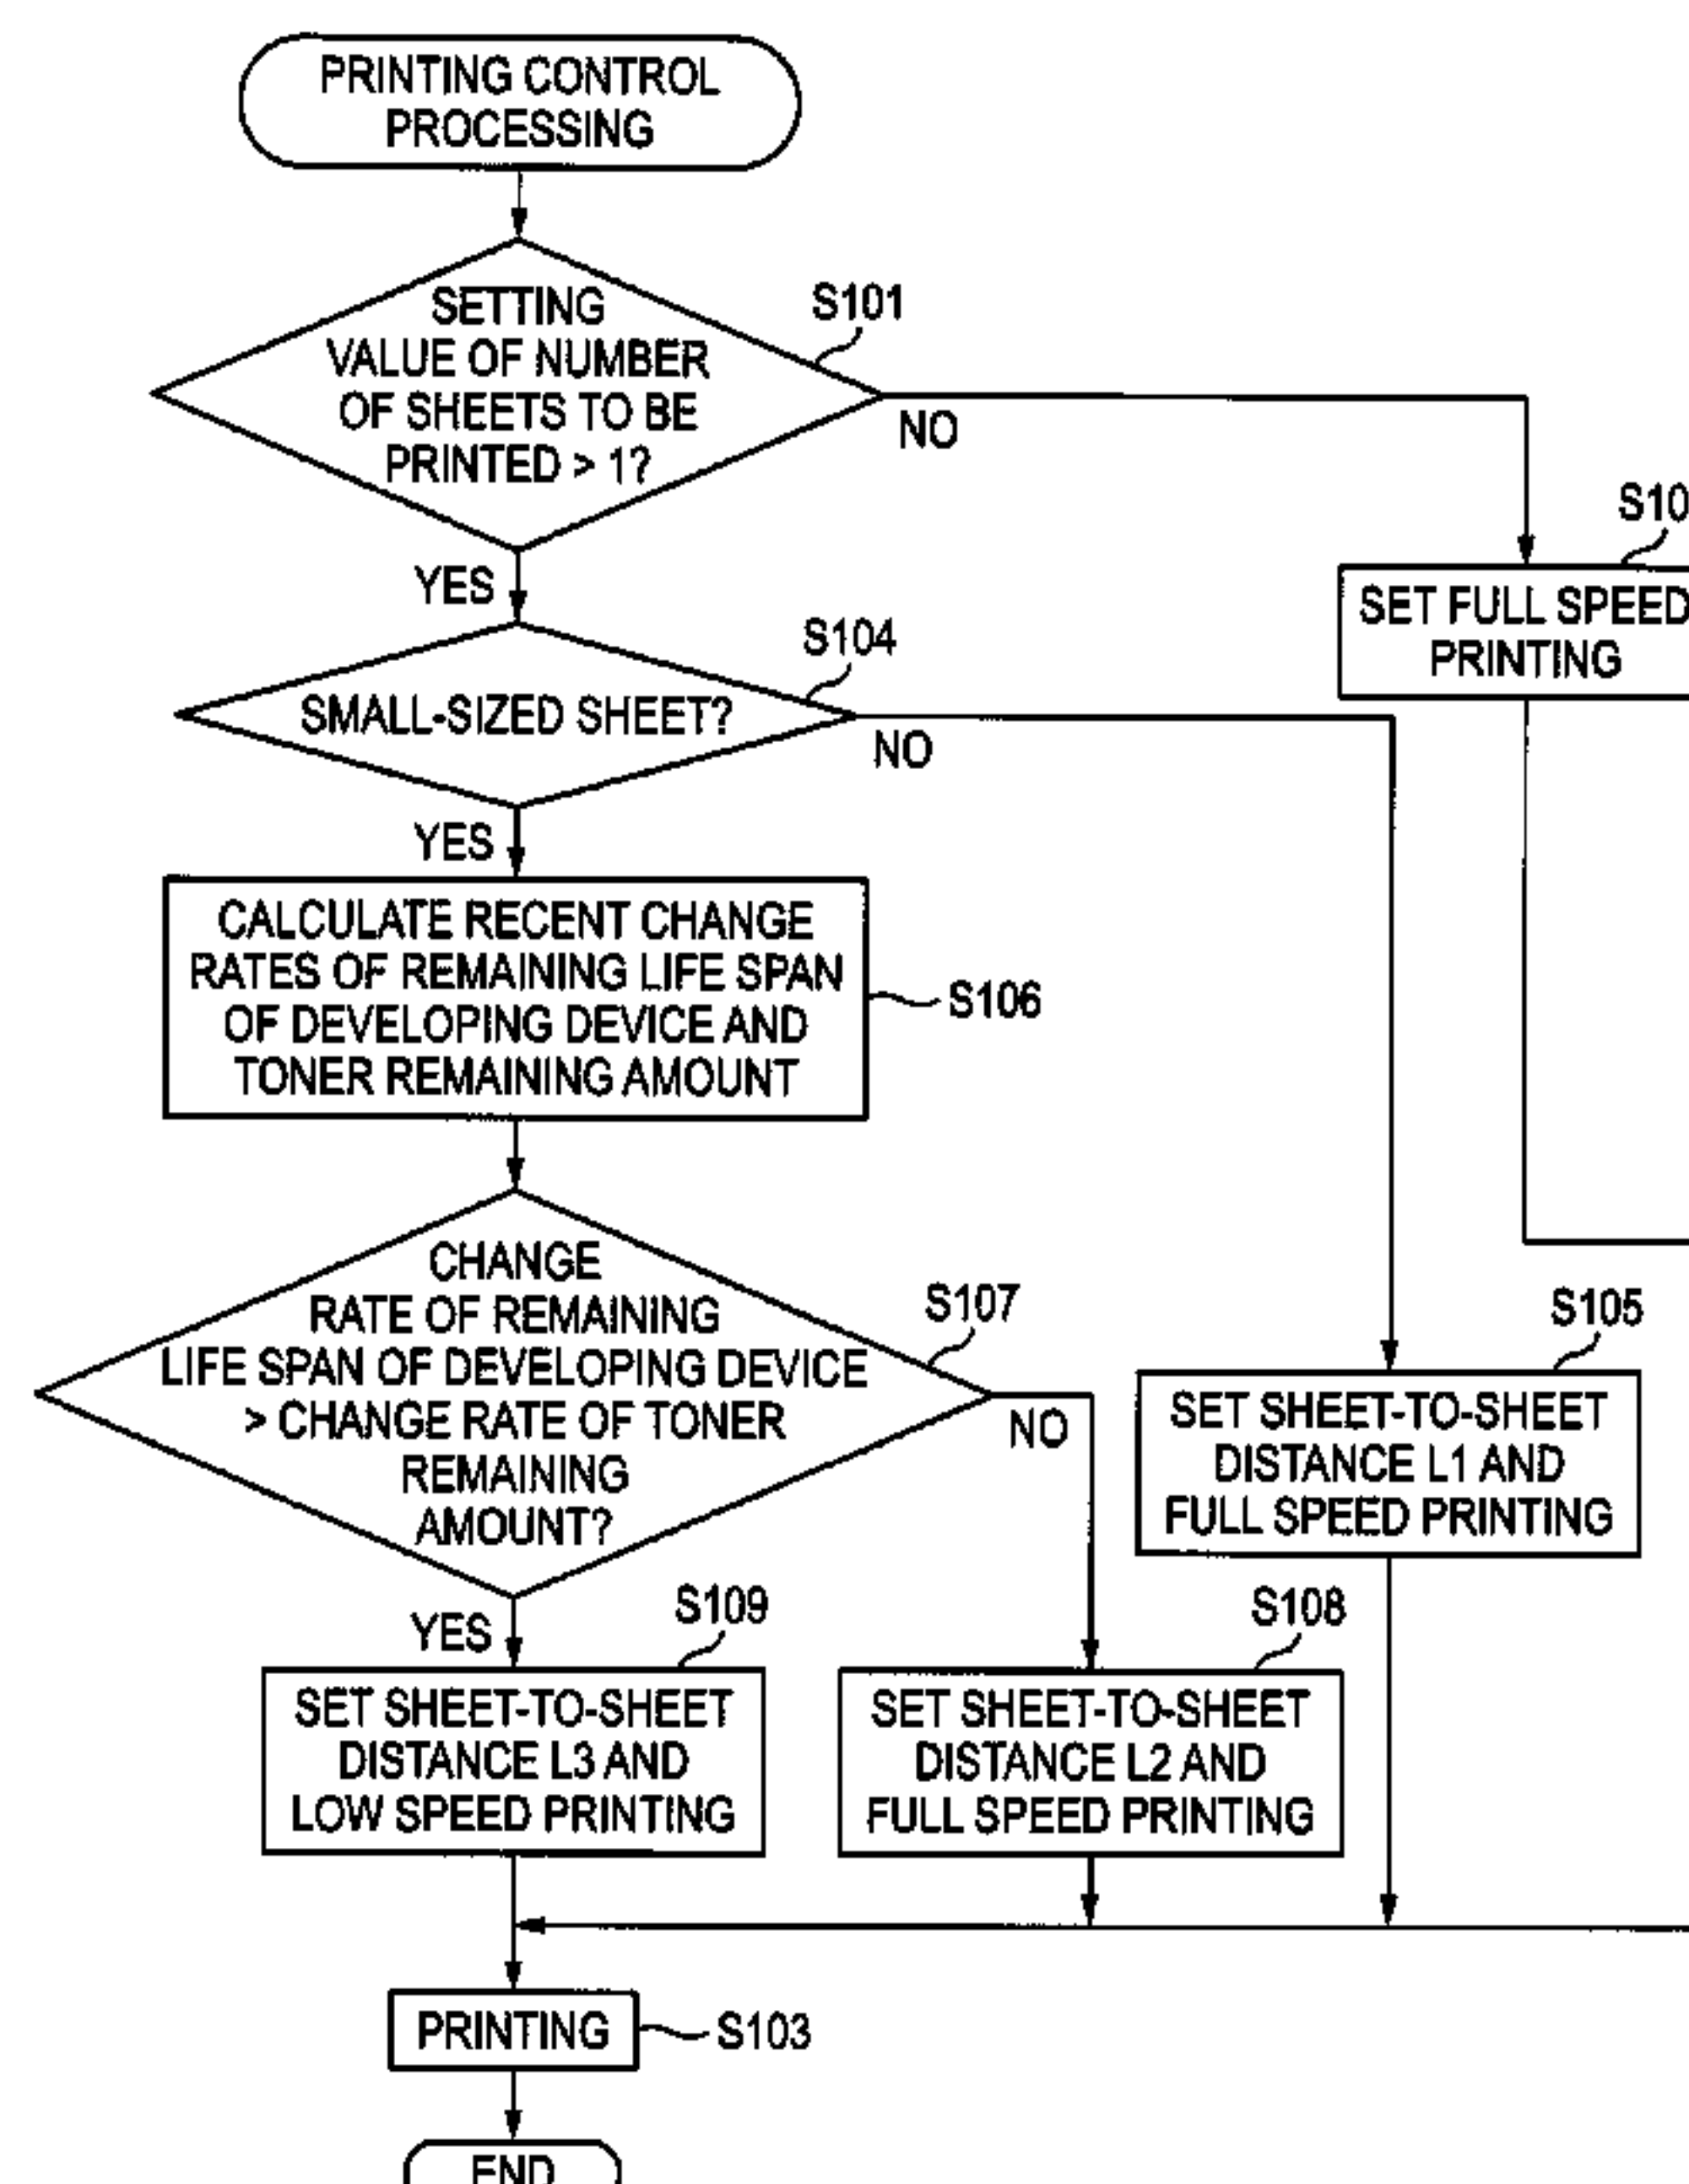 PRINTING CONTROL
PROCESSING
SETTING
VALUE OF NUMBER
OF SHEETS TO BE
PRINTED > 1?
S101
NO
YES
S10
SET FULL SPEED
PRINTING
S104
SMALL-SIZED SHEET?
NO
YES
CALCULATE RECENT CHANGE
RATES OF REMAINING LIFE SPAN
OF DEVELOPING DEVICE AND
TONER REMAINING AMOUNT
S106
CHANGE
RATE OF REMAINING
LIFE SPAN OF DEVELOPING DEVICE
> CHANGE RATE OF TONER
REMAINING
AMOUNT?
S107
NO
YES
S105
SET SHEET-TO-SHEET
DISTANCE L1 AND
FULL SPEED PRINTING
S109
SET SHEET-TO-SHEET
DISTANCE L3 AND
LOW SPEED PRINTING
S108
SET SHEET-TO-SHEET
DISTANCE L2 AND
FULL SPEED PRINTING
PRINTING
S103
END